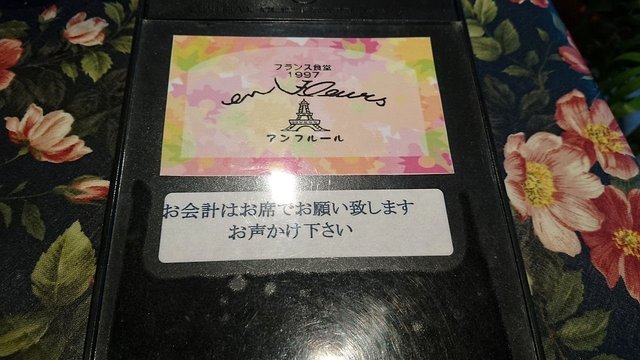 フランス食堂
1997
en Fleurs
アンフルール
お会計はお席でお願い致します
お声かけ下さい